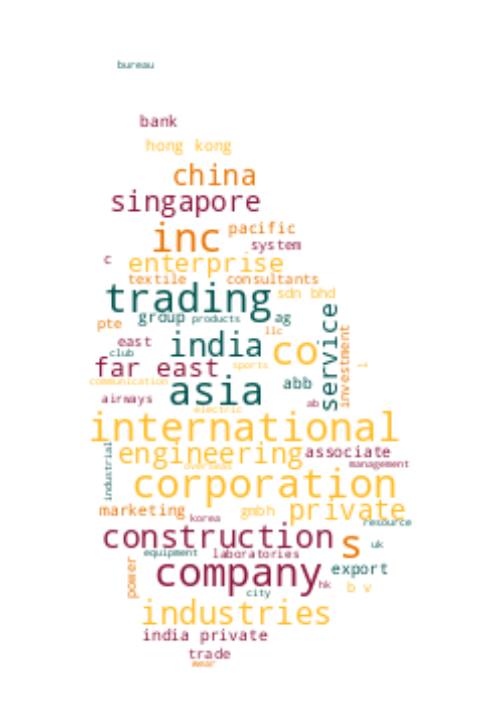 bureau
bank
hong kong
china
singapore
inc pacific
system
c enterprise
textile consultants
trading sdn bhd
pte group products ag
llc
east india co service investment
club
far east sports
communication asia abb
airways ab
electric
international
engineering associate
industrial overseas management
corporation
marketing gmbh private
korea resource
construction s uk
equipment laboratories
power company export
hk
city b v
industries
india private
trade
wear